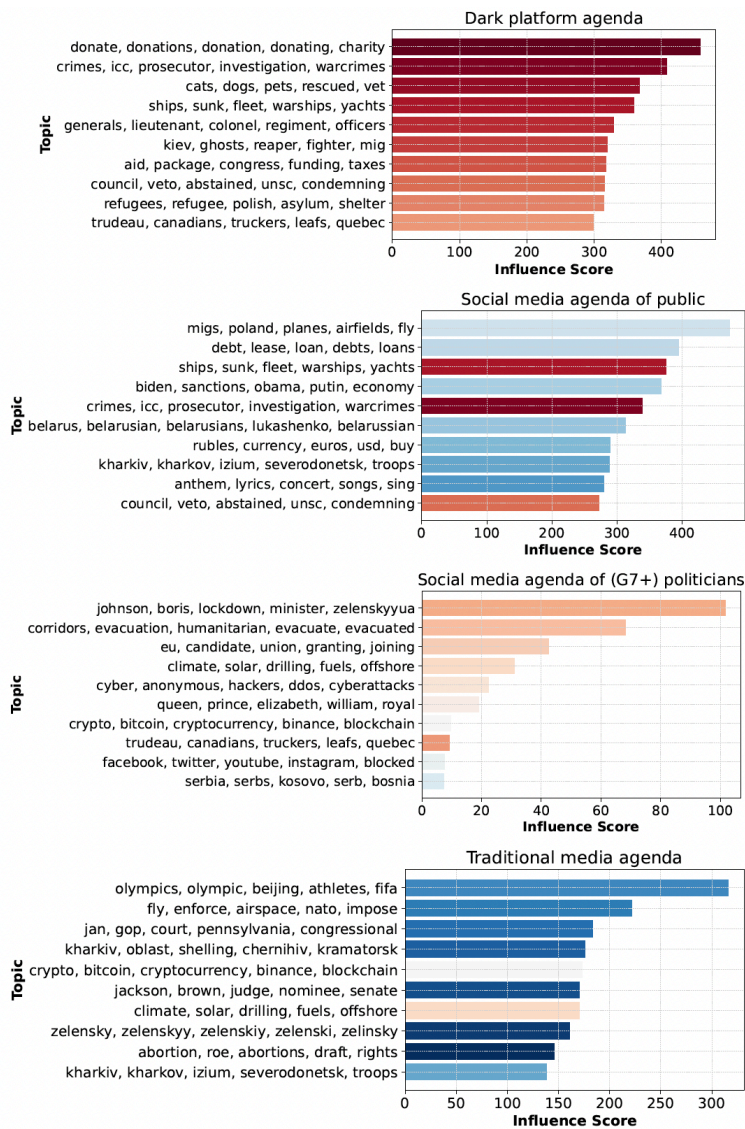 Dark platform agenda
donate, donations, donation, donating, charity
crimes, icc, prosecutor, investigation, warcrimes
cats, dogs, pets, rescued, vet
ships, sunk, fleet, warships, yachts
generals, lieutenant, colonel, regiment, officers
kiev, ghosts, reaper, fighter, mig
aid, package, congress, funding, taxes
council, veto, abstained, unsc, condemning
refugees, refugee, polish, asylum, shelter
trudeau, canadians, truckers, leafs, quebec
Topic
0 100 200 300 400
Influence Score
Social media agenda of public
migs, poland, planes, airfields, fly
debt, lease, loan, debts, loans
ships, sunk, fleet, warships, yachts
biden, sanctions, obama, putin, economy
crimes, icc, prosecutor, investigation, warcrimes
belarus, belarusian, belarusians, lukashenko, belarussian
rubles, currency, euros, usd, buy
kharkiv, kharkov, izium, severodonetsk, troops
anthem, lyrics, concert, songs, sing
council, veto, abstained, unsc, condemning
Topic
0 100 200 300 400
Influence Score
Social media agenda of (G7+) politicians
johnson, boris, lockdown, minister, zelenskyyua
corridors, evacuation, humanitarian, evacuate, evacuated
eu, candidate, union, granting, joining
climate, solar, drilling, fuels, offshore
cyber, anonymous, hackers, ddos, cyberattacks
queen, prince, elizabeth, william, royal
crypto, bitcoin, cryptocurrency, binance, blockchain
trudeau, canadians, truckers, leafs, quebec
facebook, twitter, youtube, instagram, blocked
serbia, serbs, kosovo, serb, bosnia
Topic
0 20 40 60 80 100
Influence Score
Traditional media agenda
olympics, olympic, beijing, athletes, fifa
fly, enforce, airspace, nato, impose
jan, gop, court, pennsylvania, congressional
kharkiv, oblast, shelling, chernihiv, kramatorsk
crypto, bitcoin, cryptocurrency, binance, blockchain
jackson, brown, judge, nominee, senate
climate, solar, drilling, fuels, offshore
zelensky, zelenskyy, zelenskiy, zelenski, zelinsky
abortion, roe, abortions, draft, rights
kharkiv, kharkov, izium, severodonetsk, troops
Topic
0 50 100 150 200 250 300
Influence Score